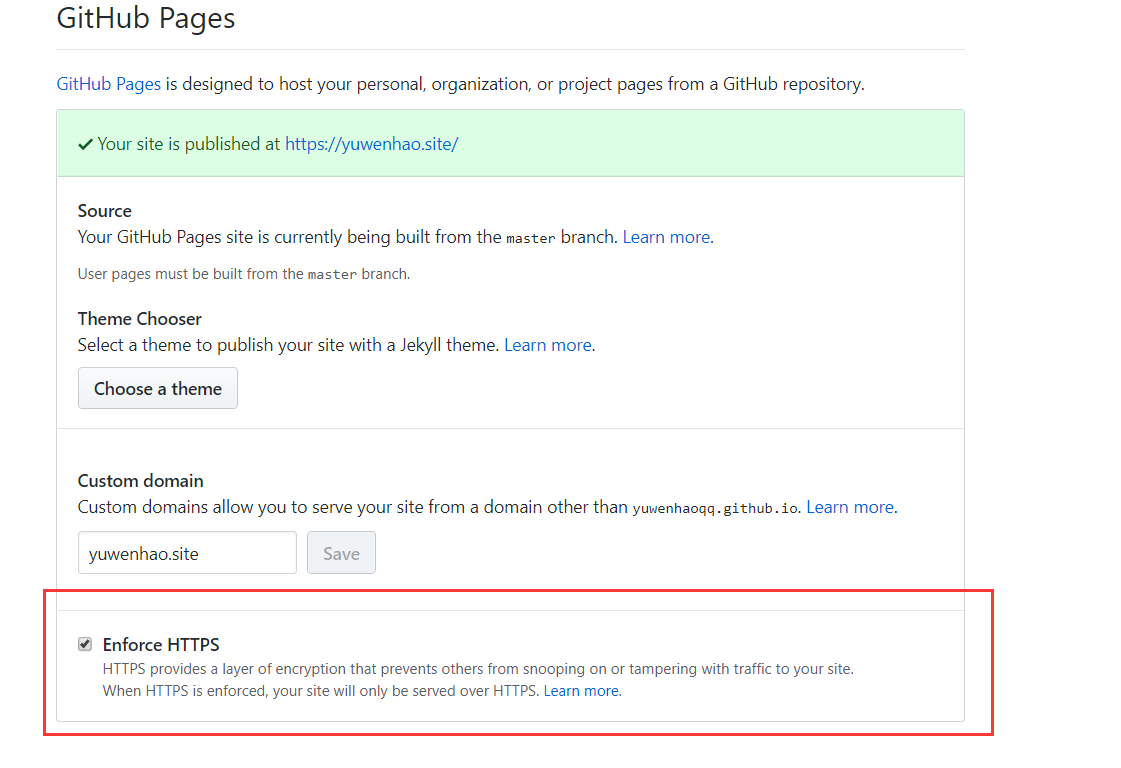 GitHub Pages
GitHub Pages is designed to host your personal, organization, or project pages from a GitHub repository.
Your site is published at https://yuwenhao.site/
Source
Your GitHub Pages site is currently being built from the master branch. Learn more.
User pages must be built from the master branch.
Theme Chooser
Select a theme to publish your site with a Jekyll theme. Learn more.
Choose a theme
Custom domain
Custom domains allow you to serve your site from a domain other than yuwenhaoqq.github.io. Learn more.
yuwenhao.site Save
Enforce HTTPS
HTTPS provides a layer of encryption that prevents others from snooping on or tampering with traffic to your site.
When HTTPS is enforced, your site will only be served over HTTPS. Learn more.